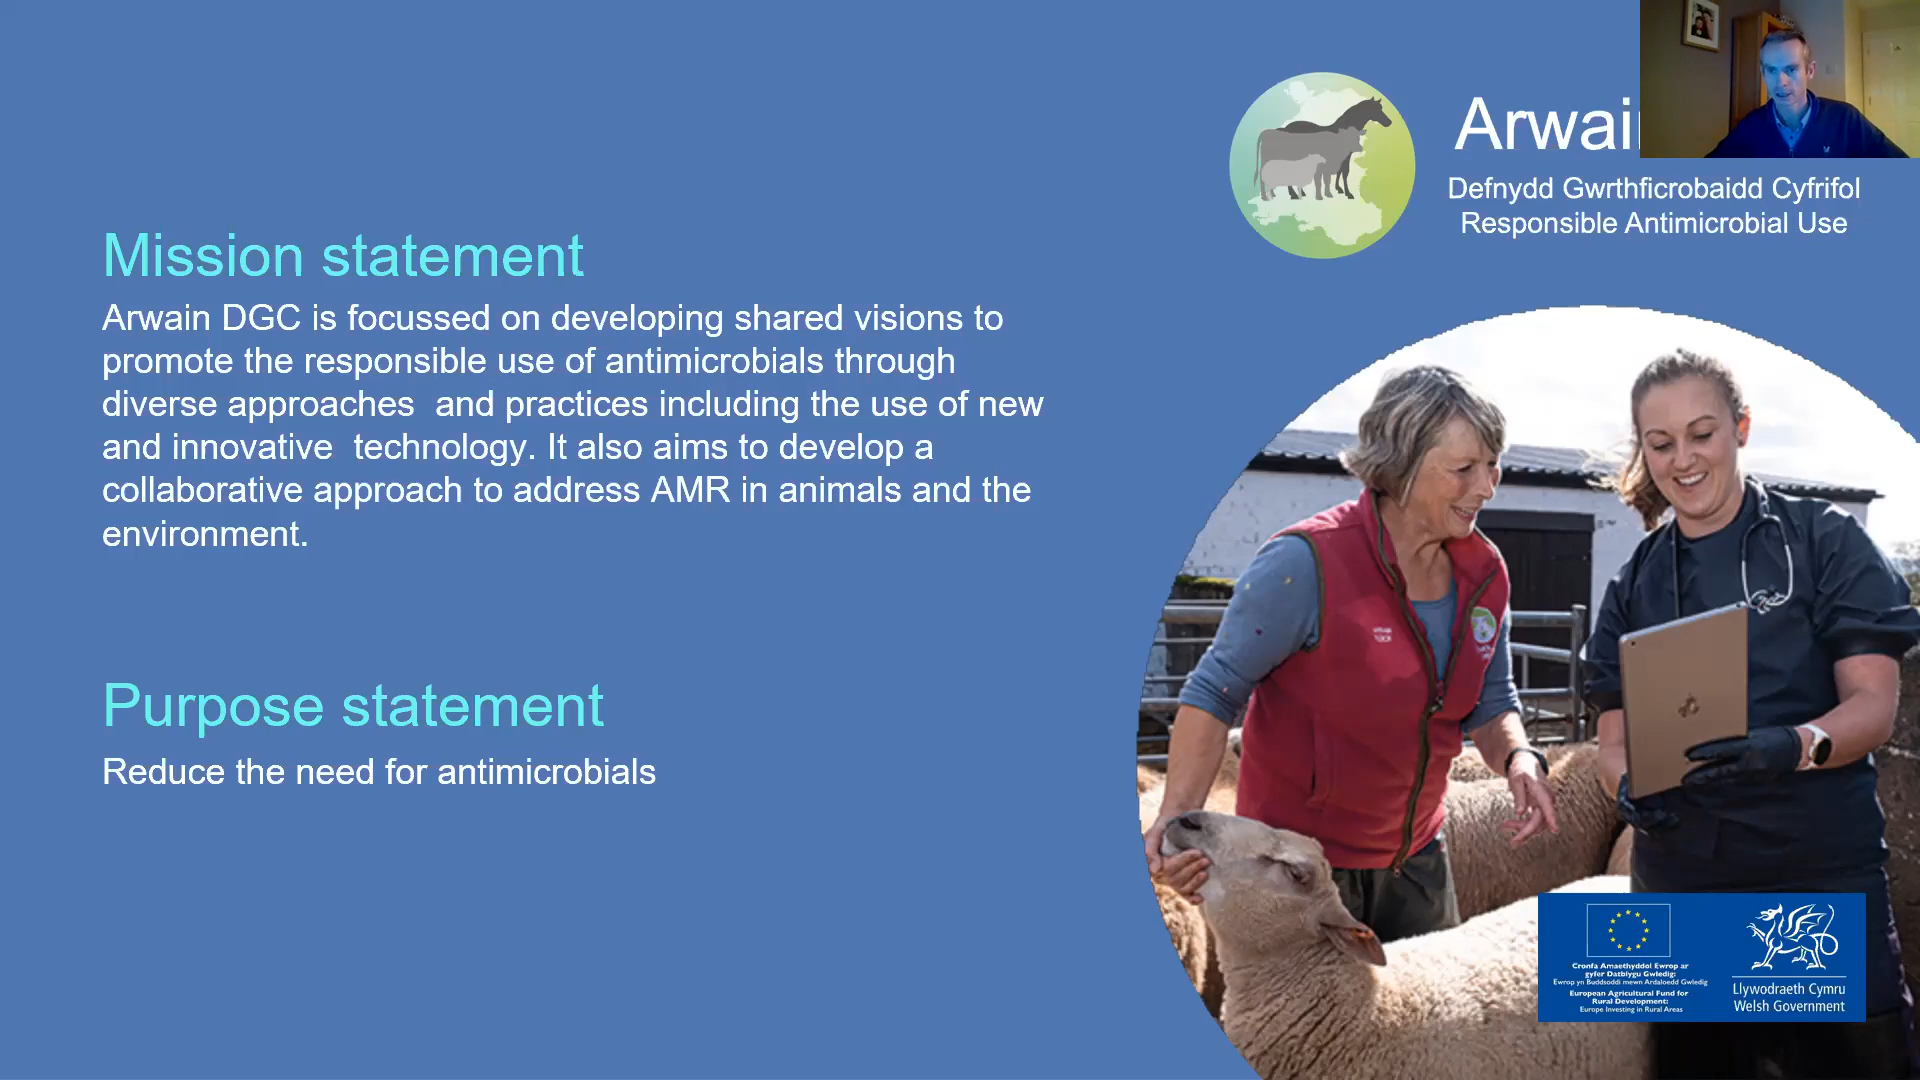 Arwain
Defnydd Gwrthficrobaidd Cyfrifol
Responsible Antimicrobial Use
Mission statement
Arwain DGC is focussed on developing shared visions to
promote the responsible use of antimicrobials through
diverse approaches and practices including the use of new
and innovative technology. It also aims to develop a
collaborative approach to address AMR in animals and the
environment.
Purpose statement
Reduce the need for antimicrobials
Cronfa Amaethyddol Ewrop ar
gyfer Datblygu Gwledig:
Ewrop yn Buddsoddi mewn Ardaloedd Gwledig
European Agricultural Fund for
Rural Development:
Europe Investing in Rural Areas
Llywodraeth Cymru
Welsh Government